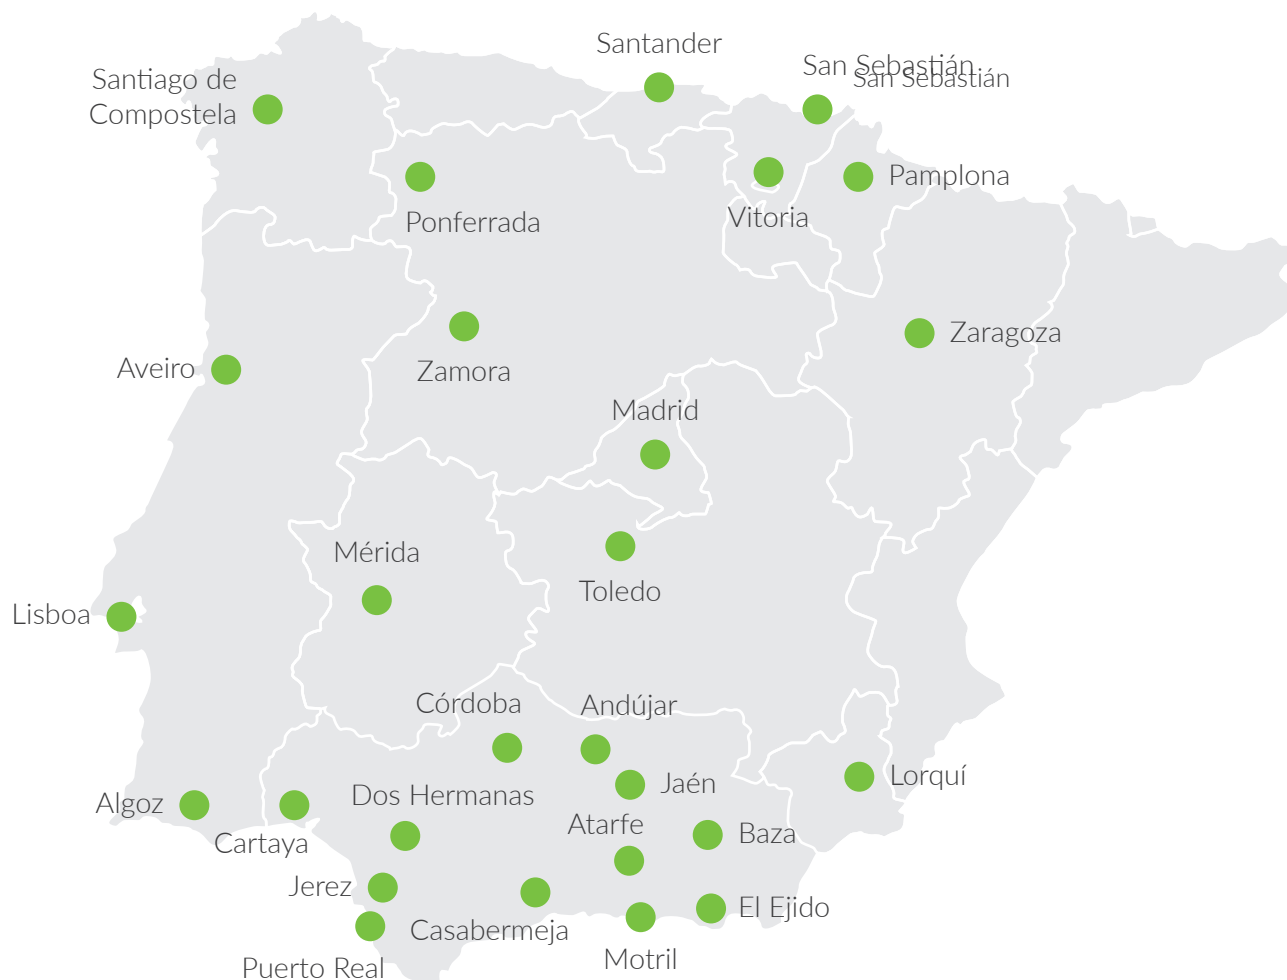 Santander
San Sebastián
San Sebastián
Santiago de
Compostela
Pamplona
Vitoria
Ponferrada
Zaragoza
Aveiro
Zamora
Madrid
Mérida
Toledo
Lisboa
Córdoba
Andújar
Lorquí
Jaén
Dos Hermanas
Algoz
Atarfe
Baza
Cartaya
Jerez
El Ejido
Casabermeja
Motril
Puerto Real